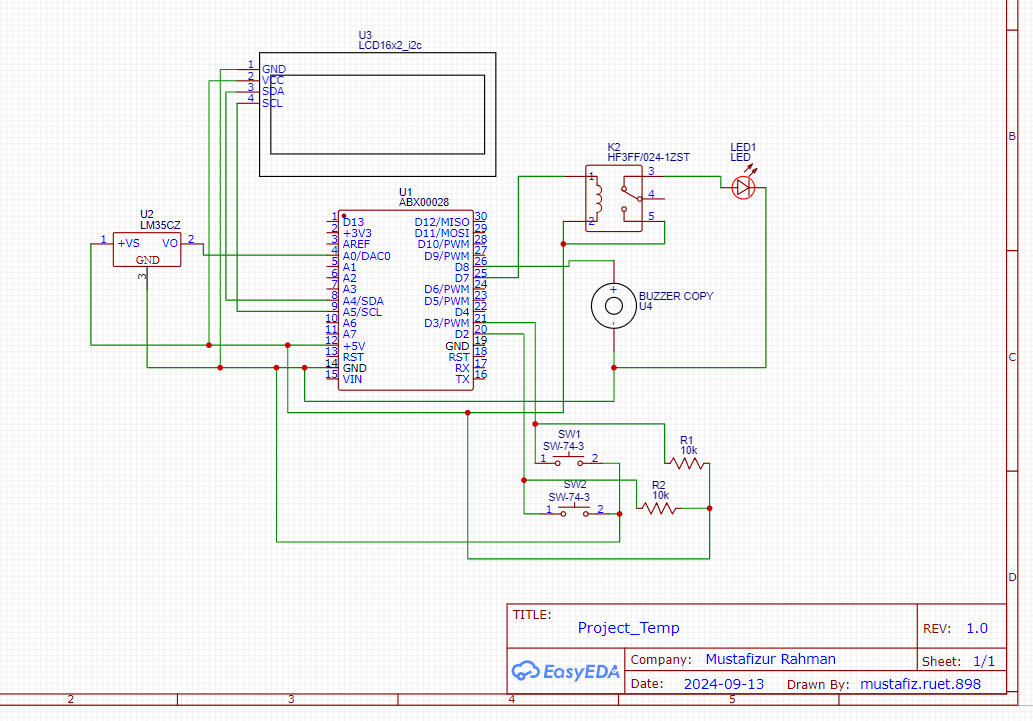 U3
LCD16x2_i2c
1 GND
2 VCC
3 SDA
4 SCL
B
K2
HF3FF/024-1ZST
1
2
3
4
5
LED1
LED
U2
LM35CZ
1 +VS VO 2
GND
3
U1
ABX00028
1 D13 D12/MISO 30
2 +3V3 D11/MOSI 29
3 AREF D10/PWM 28
4 A0/DAC0 D9/PWM 27
5 A1 D8 26
6 A2 D7 25
7 A3 D6/PWM 24
8 A4/SDA D5/PWM 23
9 A5/SCL D4 22
10 A6 D3/PWM 21
11 A7 D2 20
12 +5V GND 19
13 RST RST 18
14 GND RX 17
15 VIN TX 16
+
-
BUZZER COPY
U4
C
SW1
SW-74-3
1 2
R1
10k
SW2
SW-74-3
1 2
R2
10k
D
TITLE:
Project_Temp
REV: 1.0
EasyEDA
Company: Mustafizur Rahman
Sheet: 1/1
Date: 2024-09-13 Drawn By: mustafiz.ruet.898
2 3 4 5